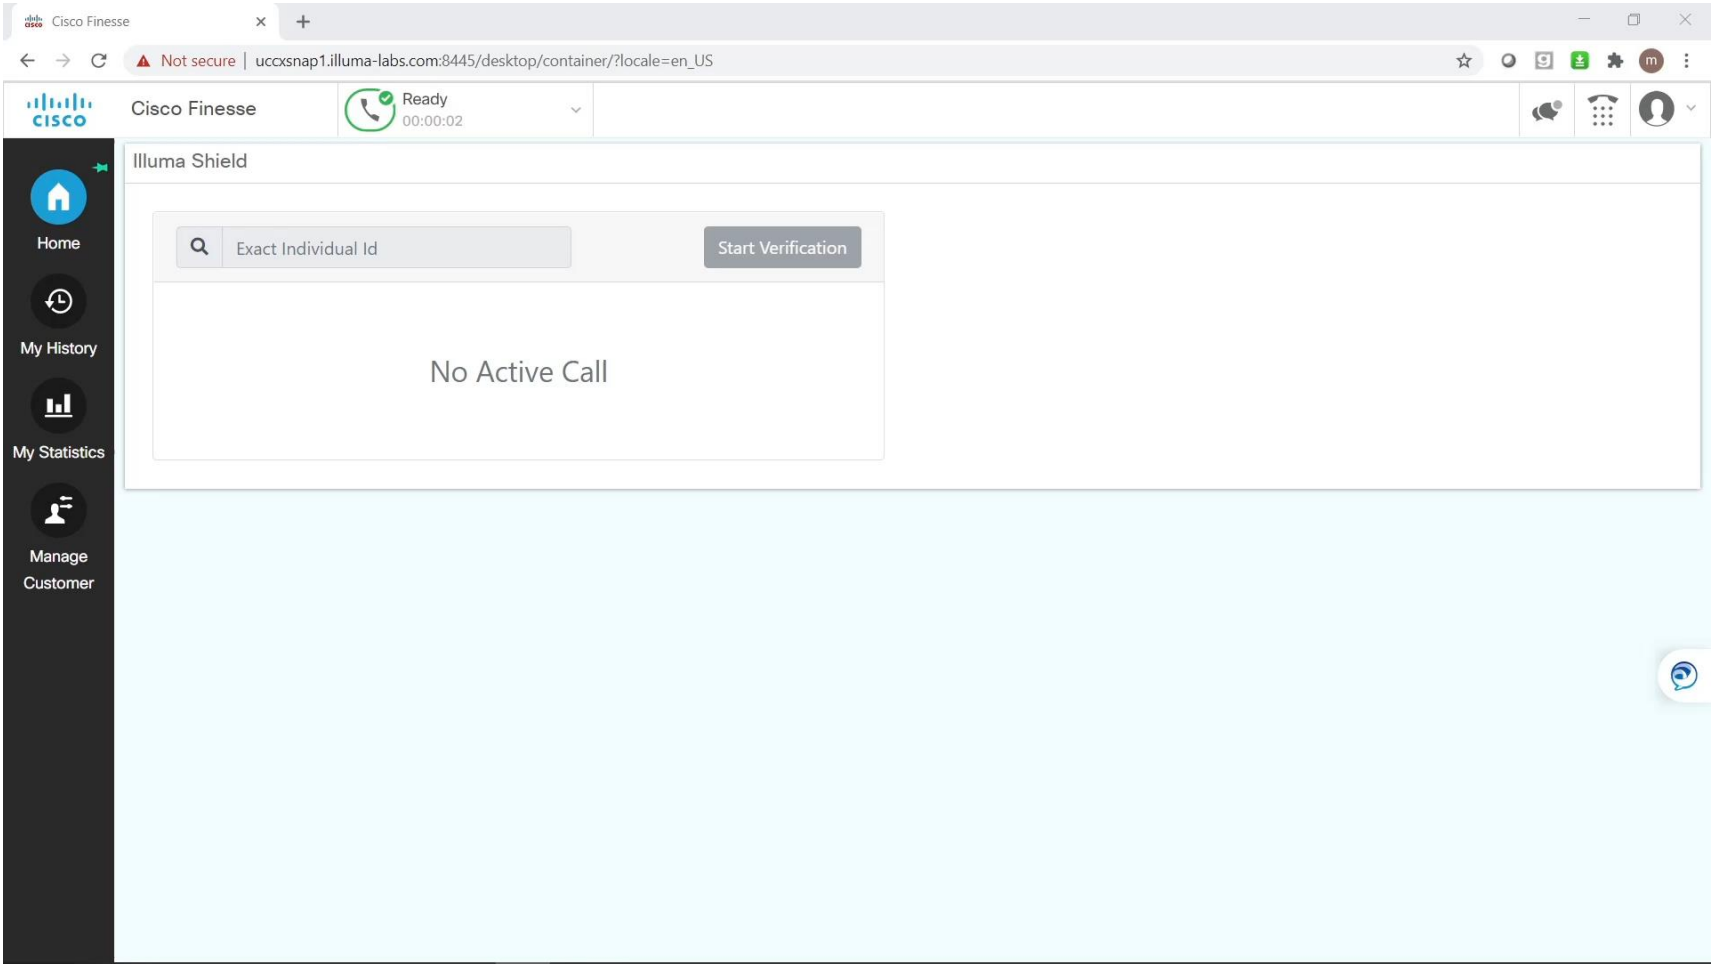 Cisco Finesse
Not secure | uccxsnap1.illuma-labs.com:8445/desktop/container/?locale=en_US
m
CISCO
Cisco Finesse
Ready
00:00:02
Illuma Shield
Home
Exact Individual Id
Start Verification
My History
No Active Call
My Statistics
Manage
Customer